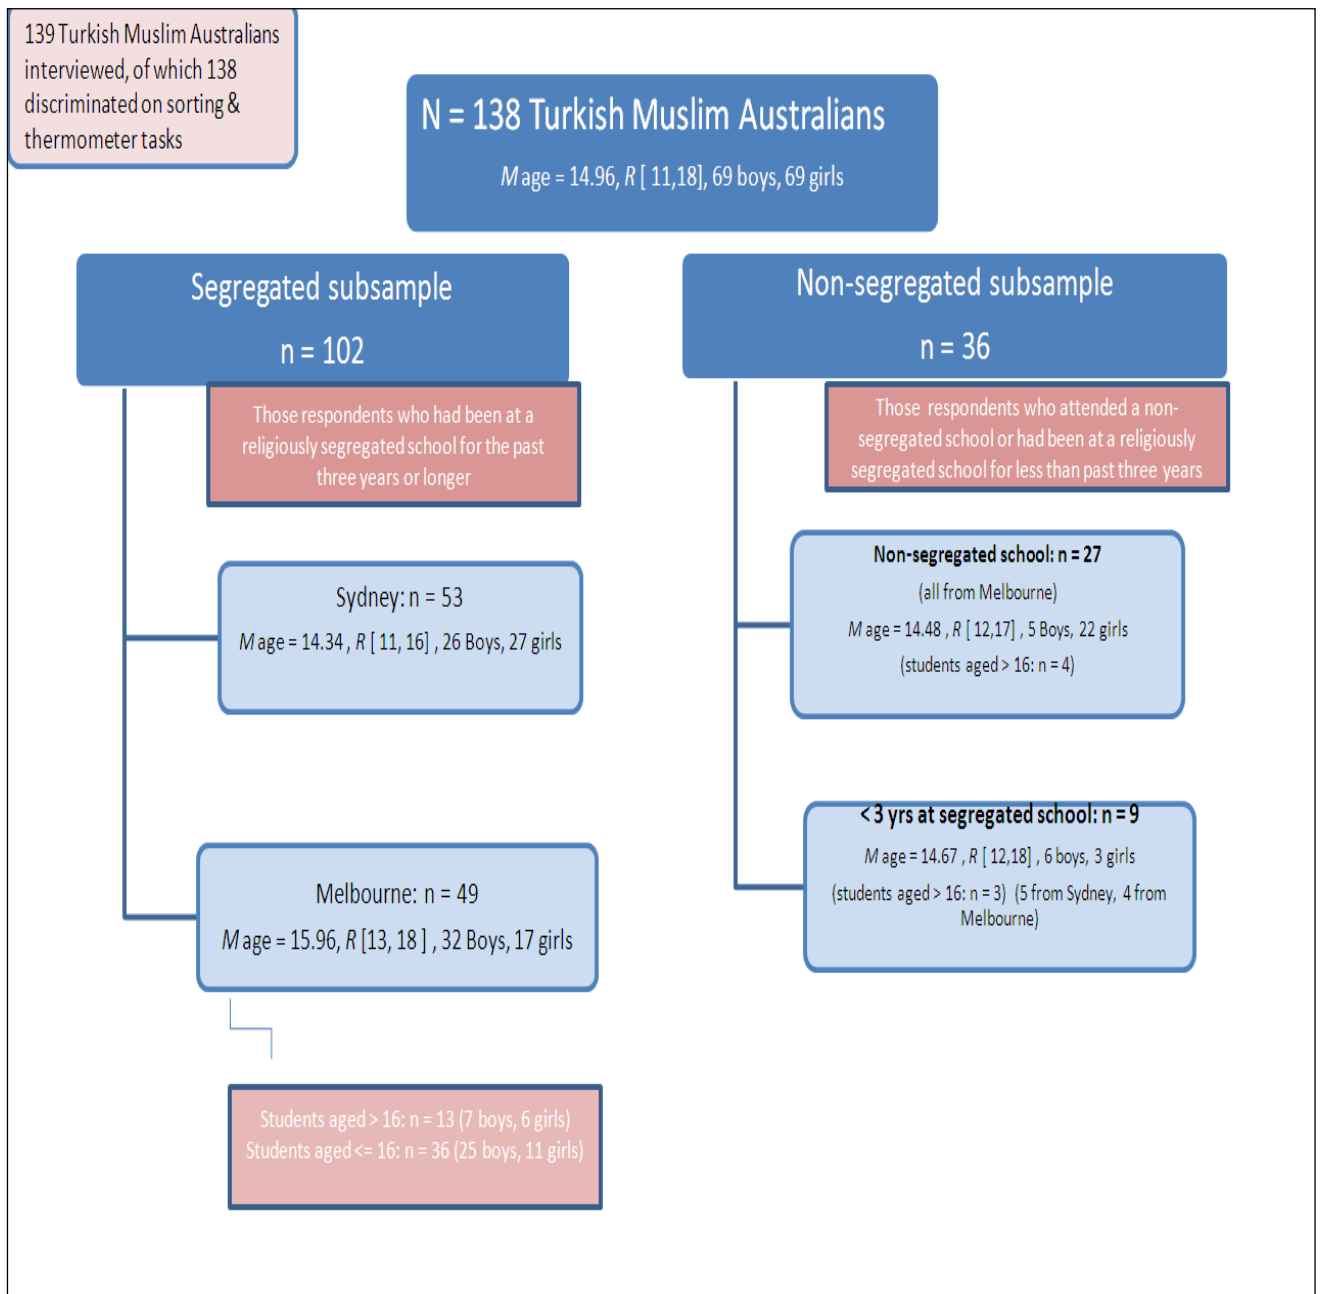 139 Turkish Muslim Australians
interviewed, of which 138
discriminated on sorting &
thermometer tasks
N = 138 Turkish Muslim Australians
M age = 14.96, R [ 11,18], 69 boys, 69 girls
Segregated subsample
n = 102
Those respondents who had been at a
religiously segregated school for the past
three years or longer
Sydney: n = 53
M age = 14.34 , R [ 11, 16] , 26 Boys, 27 girls
Melbourne: n = 49
M age = 15.96, R [13, 18 ] , 32 Boys, 17 girls
Students aged > 16: n = 13 (7 boys, 6 girls)
Students aged <= 16: n = 36 (25 boys, 11 girls)
Non-segregated subsample
n = 36
Those respondents who attended a non-
segregated school or had been at a religiously
segregated school for less than past three years
Non-segregated school: n = 27
(all from Melbourne)
M age = 14.48 , R [ 12,17] , 5 Boys, 22 girls
(students aged > 16: n = 4)
< 3 yrs at segregated school: n = 9
M age = 14.67 , R [ 12,18] , 6 boys, 3 girls
(students aged > 16: n = 3) (5 from Sydney, 4 from
Melbourne)